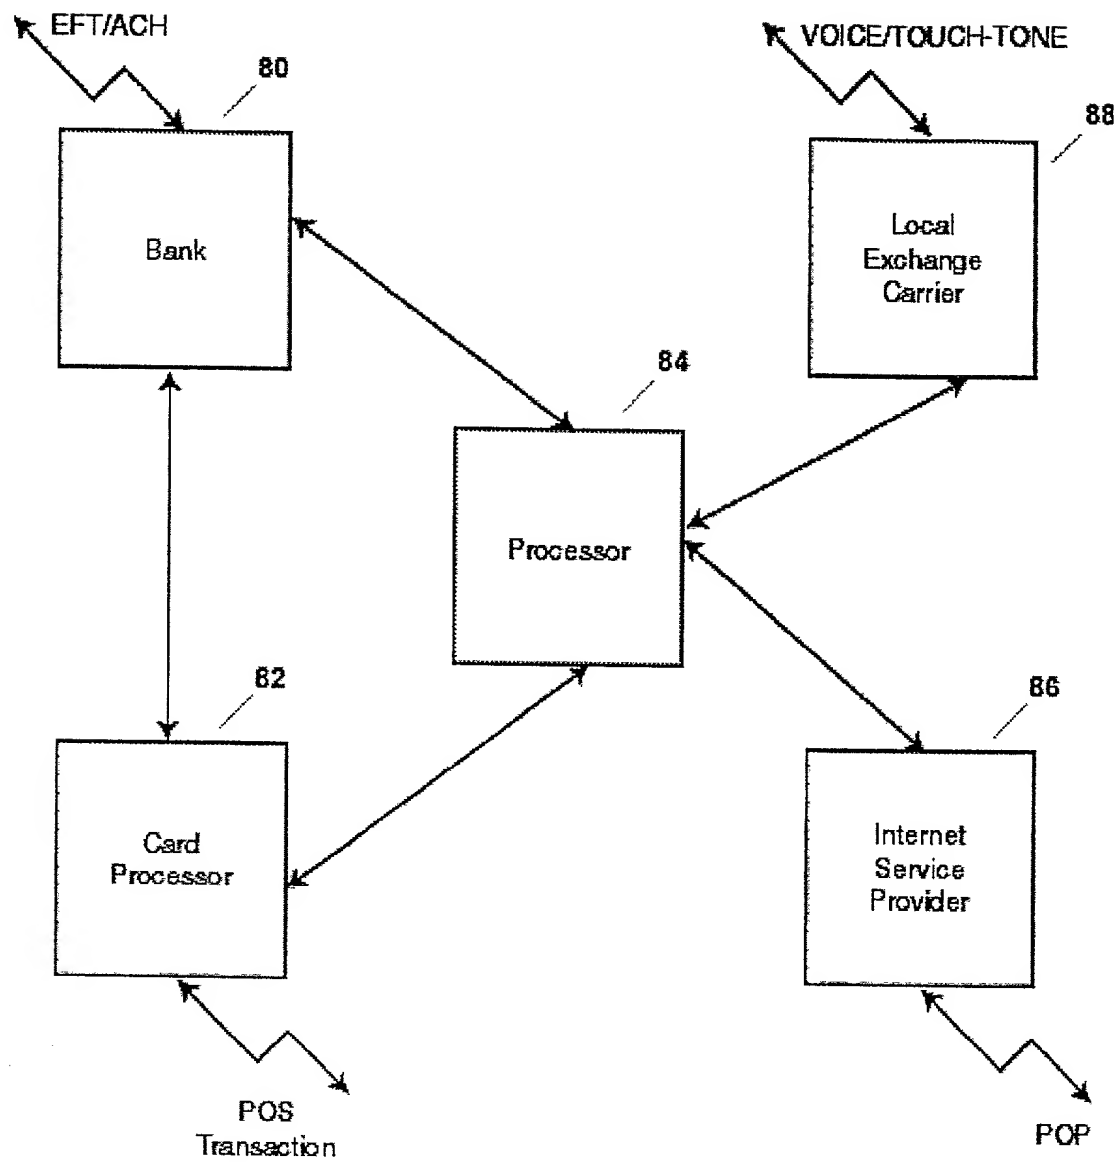 EFT/ACH
VOICE/TOUCH-TONE
80
88
Bank
Local
Exchange
Carrier
84
Processor
82
86
Card
Processor
Internet
Service
Provider
POS
Transaction
POP